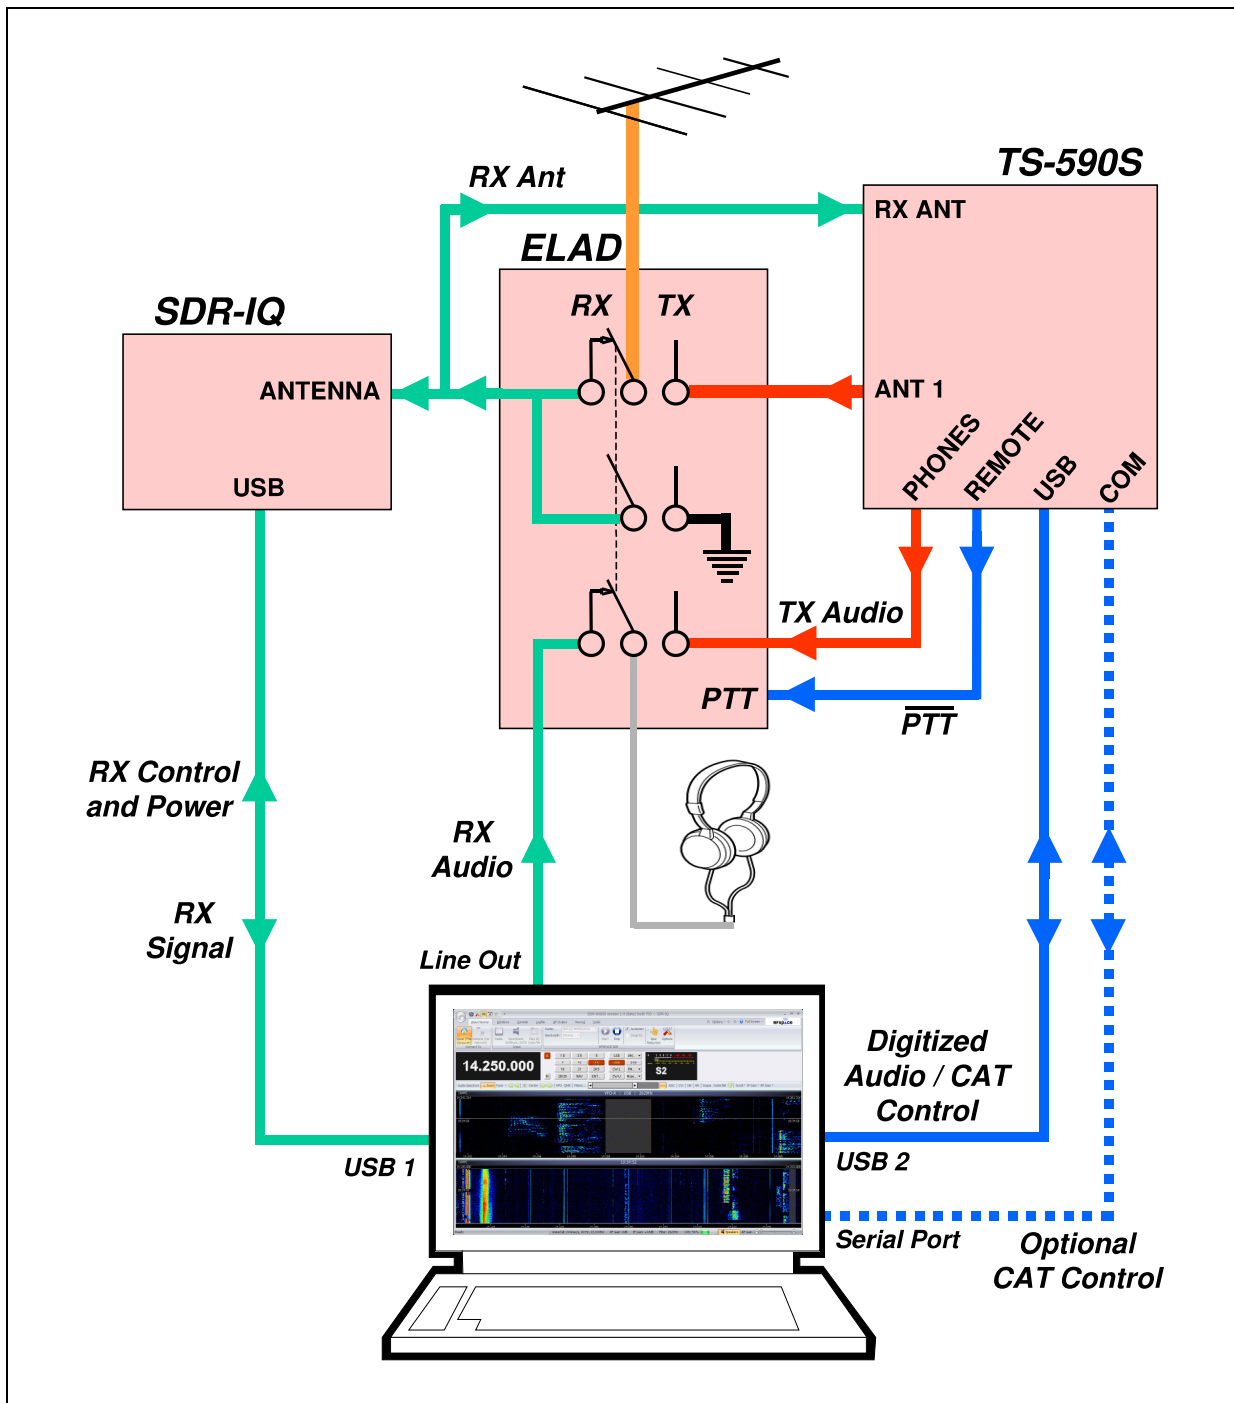 TS-590S
RX Ant
RX ANT
ELAD
SDR-IQ
RX
TX
ANTENNA
ANT 1
PHONES
REMOTE
USB
COM
USB
TX Audio
PTT
PTT
RX Control
and Power
RX
Audio
RX
Signal
Line Out
14.250.000
S2
Digitized
Audio / CAT
Control
USB 1
USB 2
Serial Port
Optional
CAT Control